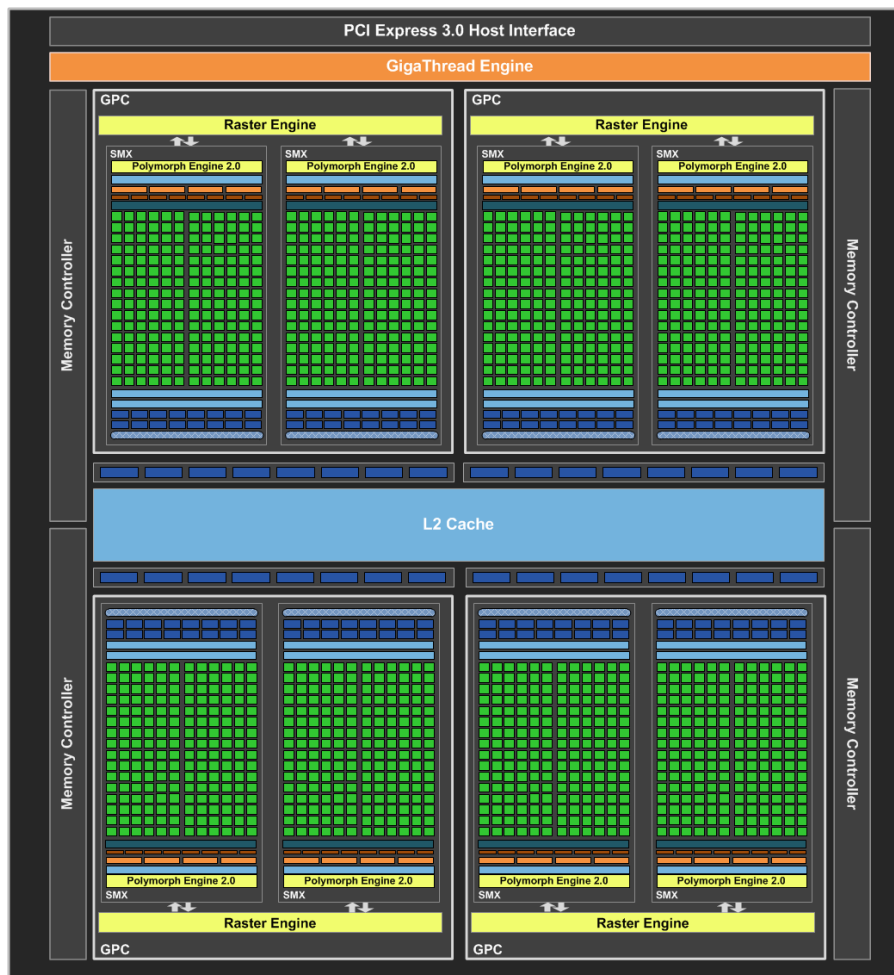 PCI Express 3.0 Host Interface
GigaThread Engine
GPC
GPC
Raster Engine
Raster Engine
SMX
SMX
SMX
SMX
Polymorph Engine 2.0
Polymorph Engine 2.0
Polymorph Engine 2.0
Polymorph Engine 2.0
Memory Controller
Memory Controller
L2 Cache
Memory Controller
Memory Controller
Polymorph Engine 2.0
Polymorph Engine 2.0
Polymorph Engine 2.0
Polymorph Engine 2.0
SMX
SMX
SMX
SMX
Raster Engine
Raster Engine
GPC
GPC